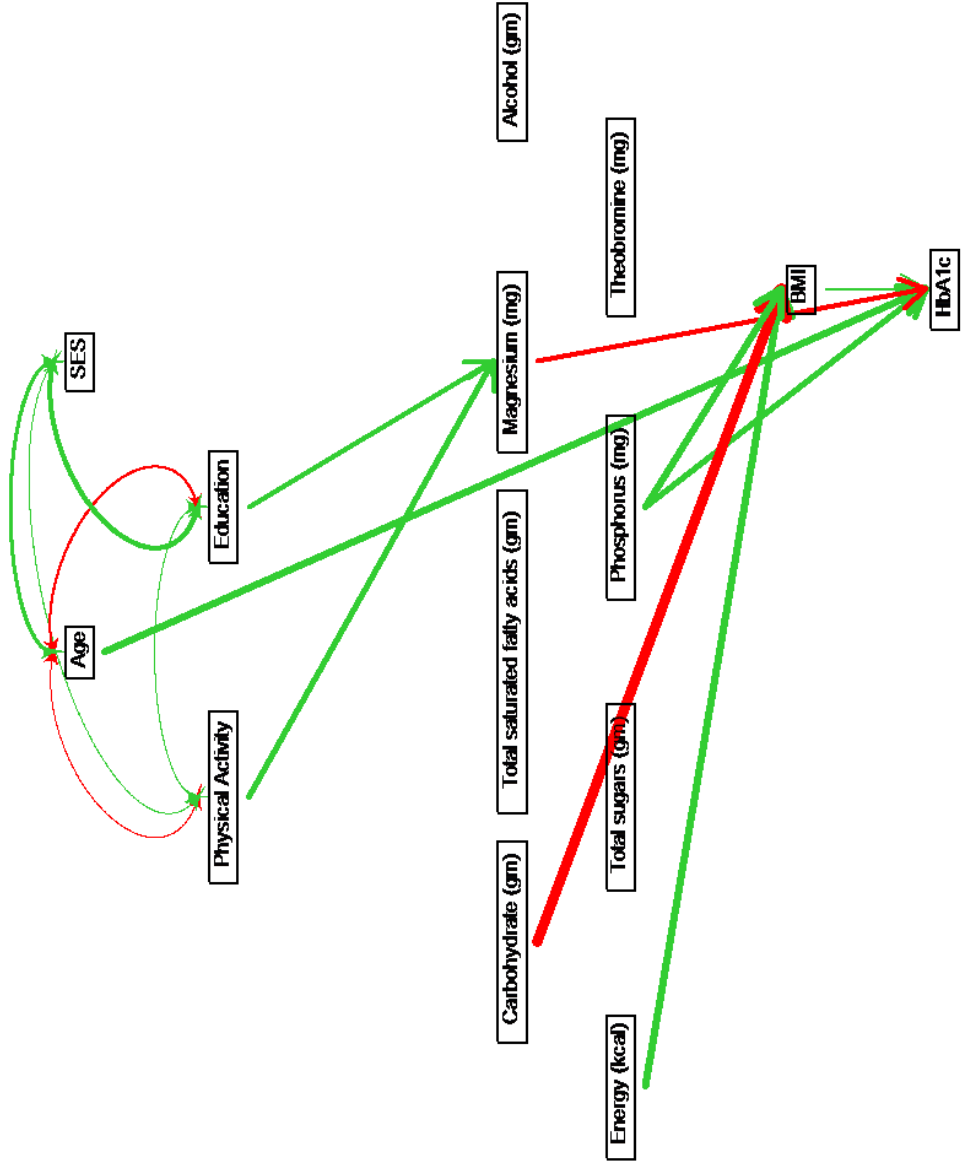 SES
Age
Education
Physical Activity
Alcohol (gm)
Magnesium (mg)
Total saturated fatty acids (gm)
Carbohydrate (gm)
Theobromine (mg)
Phosphorus (mg)
Total sugars (gm)
Energy (kcal)
BMI
HbA1c